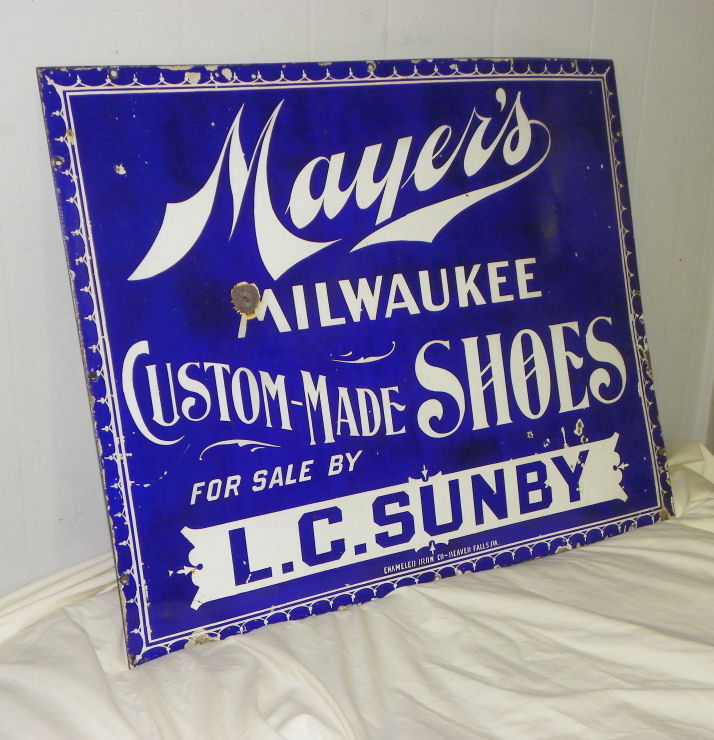 Mayer's
MILWAUKEE
CUSTOM-MADE SHOES
FOR SALE BY
L.C. SUNBY
ENAMELED IRON CO-BEAVER FALLS, PA.